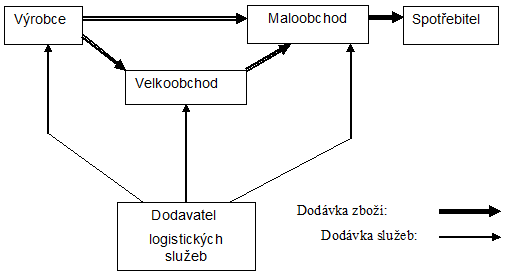 Výrobce
Maloobchod
Spotřebitel
Velkoobchod
Dodavatel
logistických
služeb
Dodávka zboží:
Dodávka služeb: